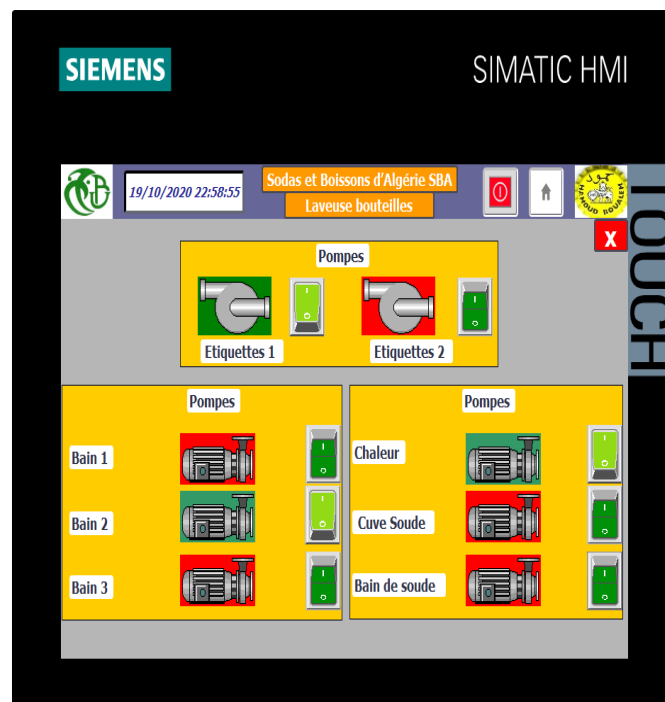 SIEMENS
SIMATIC HMI
TOUCH
19/10/2020 22:58:55
Sodas et Boissons d'Algérie SBA
Laveuse bouteilles
HAMOUD BOUALEM
X
Pompes
Etiquettes 1
Etiquettes 2
Pompes
Bain 1
Bain 2
Bain 3
Pompes
Chaleur
Cuve Soude
Bain de soude